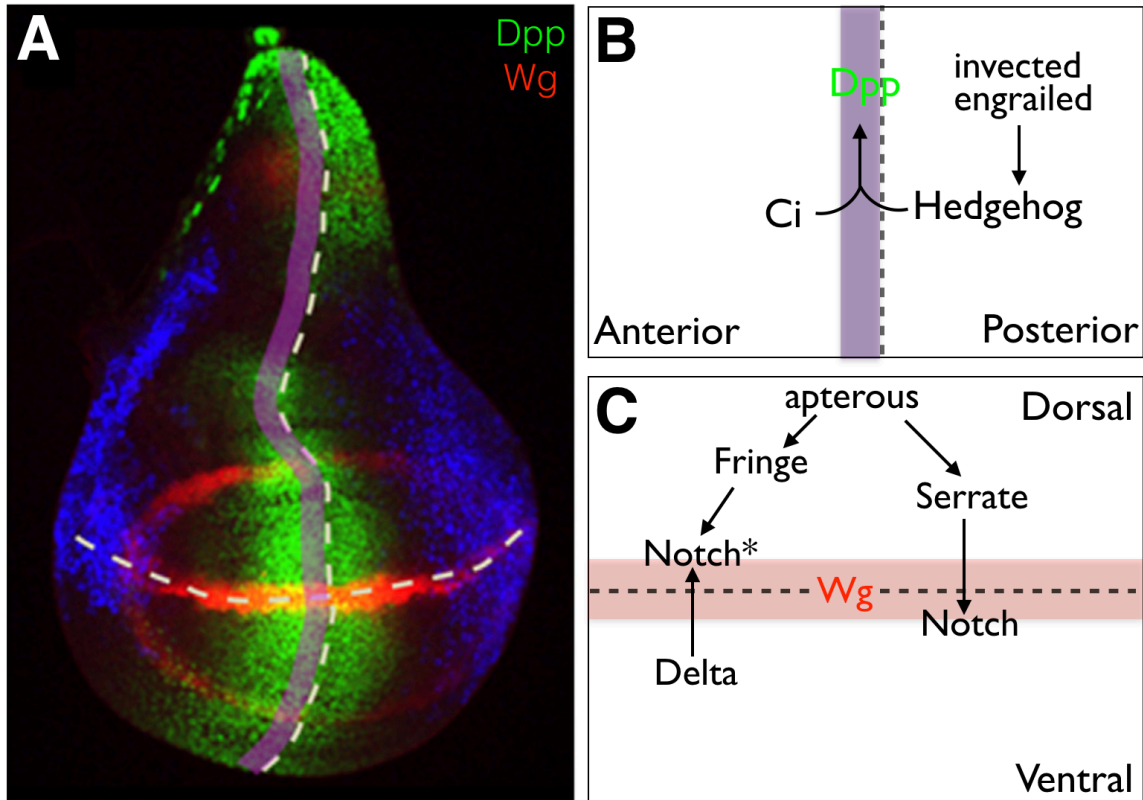 A
Dpp
Wg
B
Dpp
invected
engrailed
Ci
Hedgehog
Anterior
Posterior
C
apterous
Dorsal
Fringe
Serrate
Notch*
Wg
Notch
Delta
Ventral